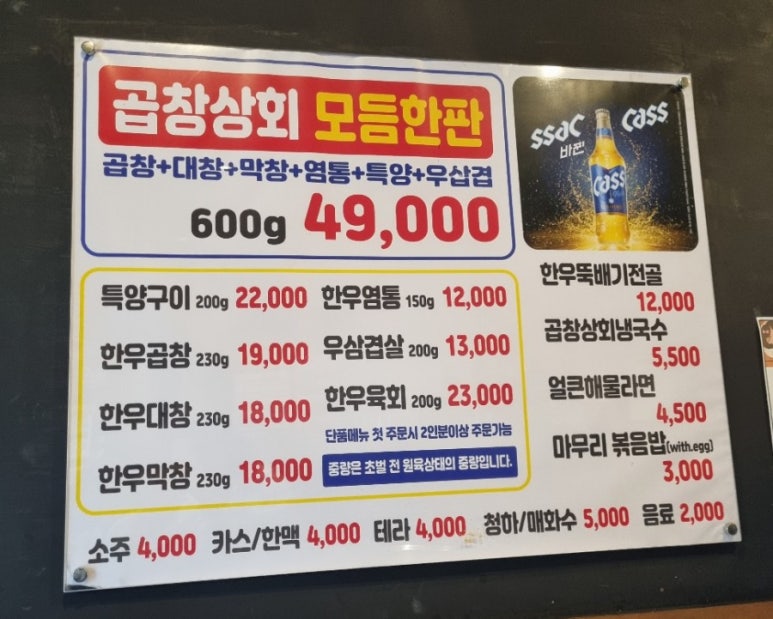 곱창상회 모듬한판
곱창+대창+막창+염통+특양+우삼겹
600g 49,000
ssac
바쯴
Cass
Cass
특양구이 200g 22,000
한우곱창 230g 19,000
한우대창 230g 18,000
한우막창 230g 18,000
한우염통 150g 12,000
우삼겹살 200g 13,000
한우육회 200g 23,000
단품메뉴 첫 주문시 2인분이상 주문가능
중량은 초벌 전 원육상태의 중량입니다.
한우뚝배기전골
12,000
곱창상회냉국수
5,500
얼큰해물라면
4,500
마무리 볶음밥(with.egg)
3,000
소주 4,000 카스/한맥 4,000 테라 4,000 청하/매화수 5,000 음료 2,000